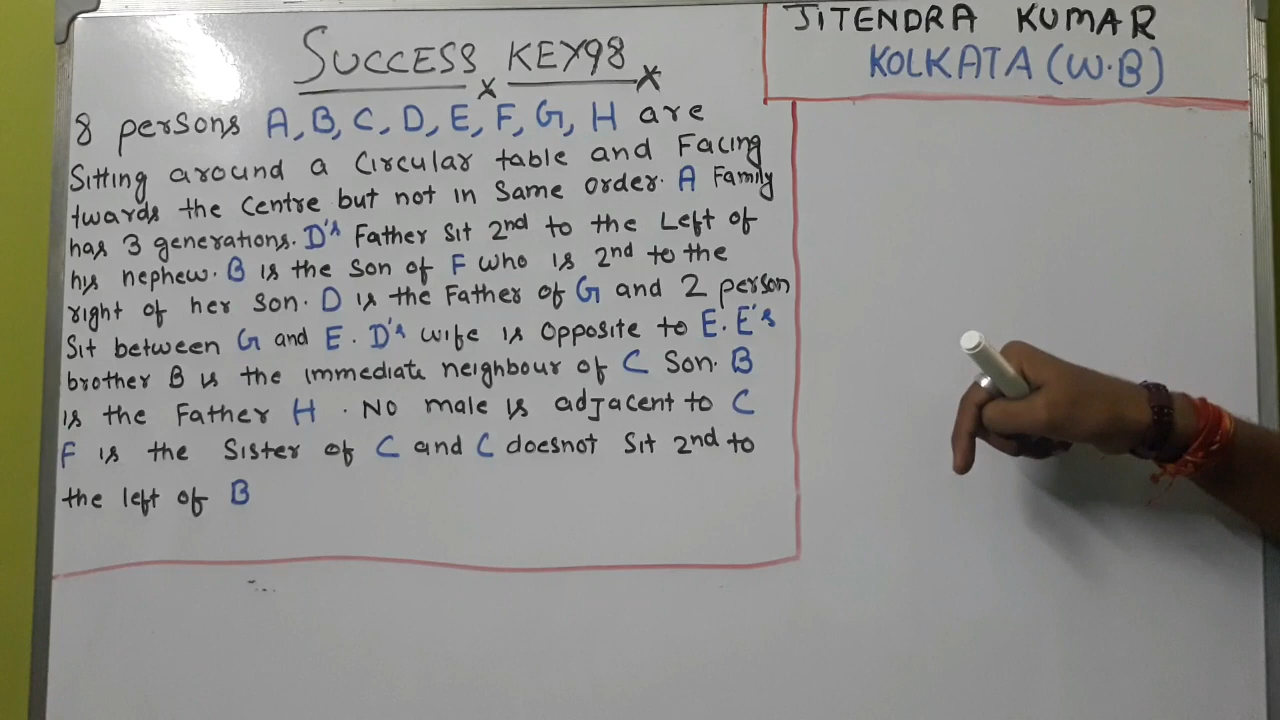 SUCCESS KEY98
JITENDRA KUMAR
KOLKATA (W.B)
8 persons A, B, C, D, E, F, G, H are
Sitting around a Circular table and Facing
twards the Centre but not in Same order. A Family
has 3 generations. D's Father Sit 2nd to the Left of
his nephew. B is the son of F who is 2nd to the
right of her son. D is the Father of G and 2 person
Sit between G and E. D's wife is opposite to E. E's
brother B is the immediate neighbour of C Son. B
is the Father H. No male is adjacent to C
F is the Sister of C and C doesnot Sit 2nd to
the left of B